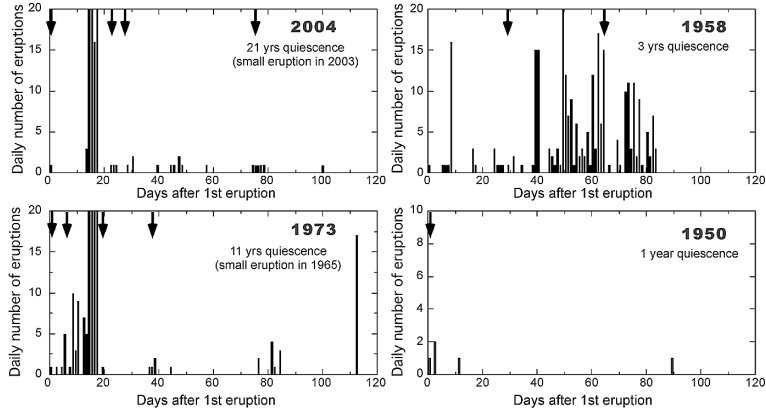 2004
21 yrs quiescence
(small eruption in 2003)
Daily number of eruptions
20
15
10
5
0
0 20 40 60 80 100 120
Days after 1st eruption
1958
3 yrs quiescence
Daily number of eruptions
20
15
10
5
0
0 20 40 60 80 100 120
Days after 1st eruption
1973
11 yrs quiescence
(small eruption in 1965)
Daily number of eruptions
20
15
10
5
0
0 20 40 60 80 100 120
Days after 1st eruption
1950
1 year quiescence
Daily number of eruptions
10
8
6
4
2
0
0 20 40 60 80 100 120
Days after 1st eruption